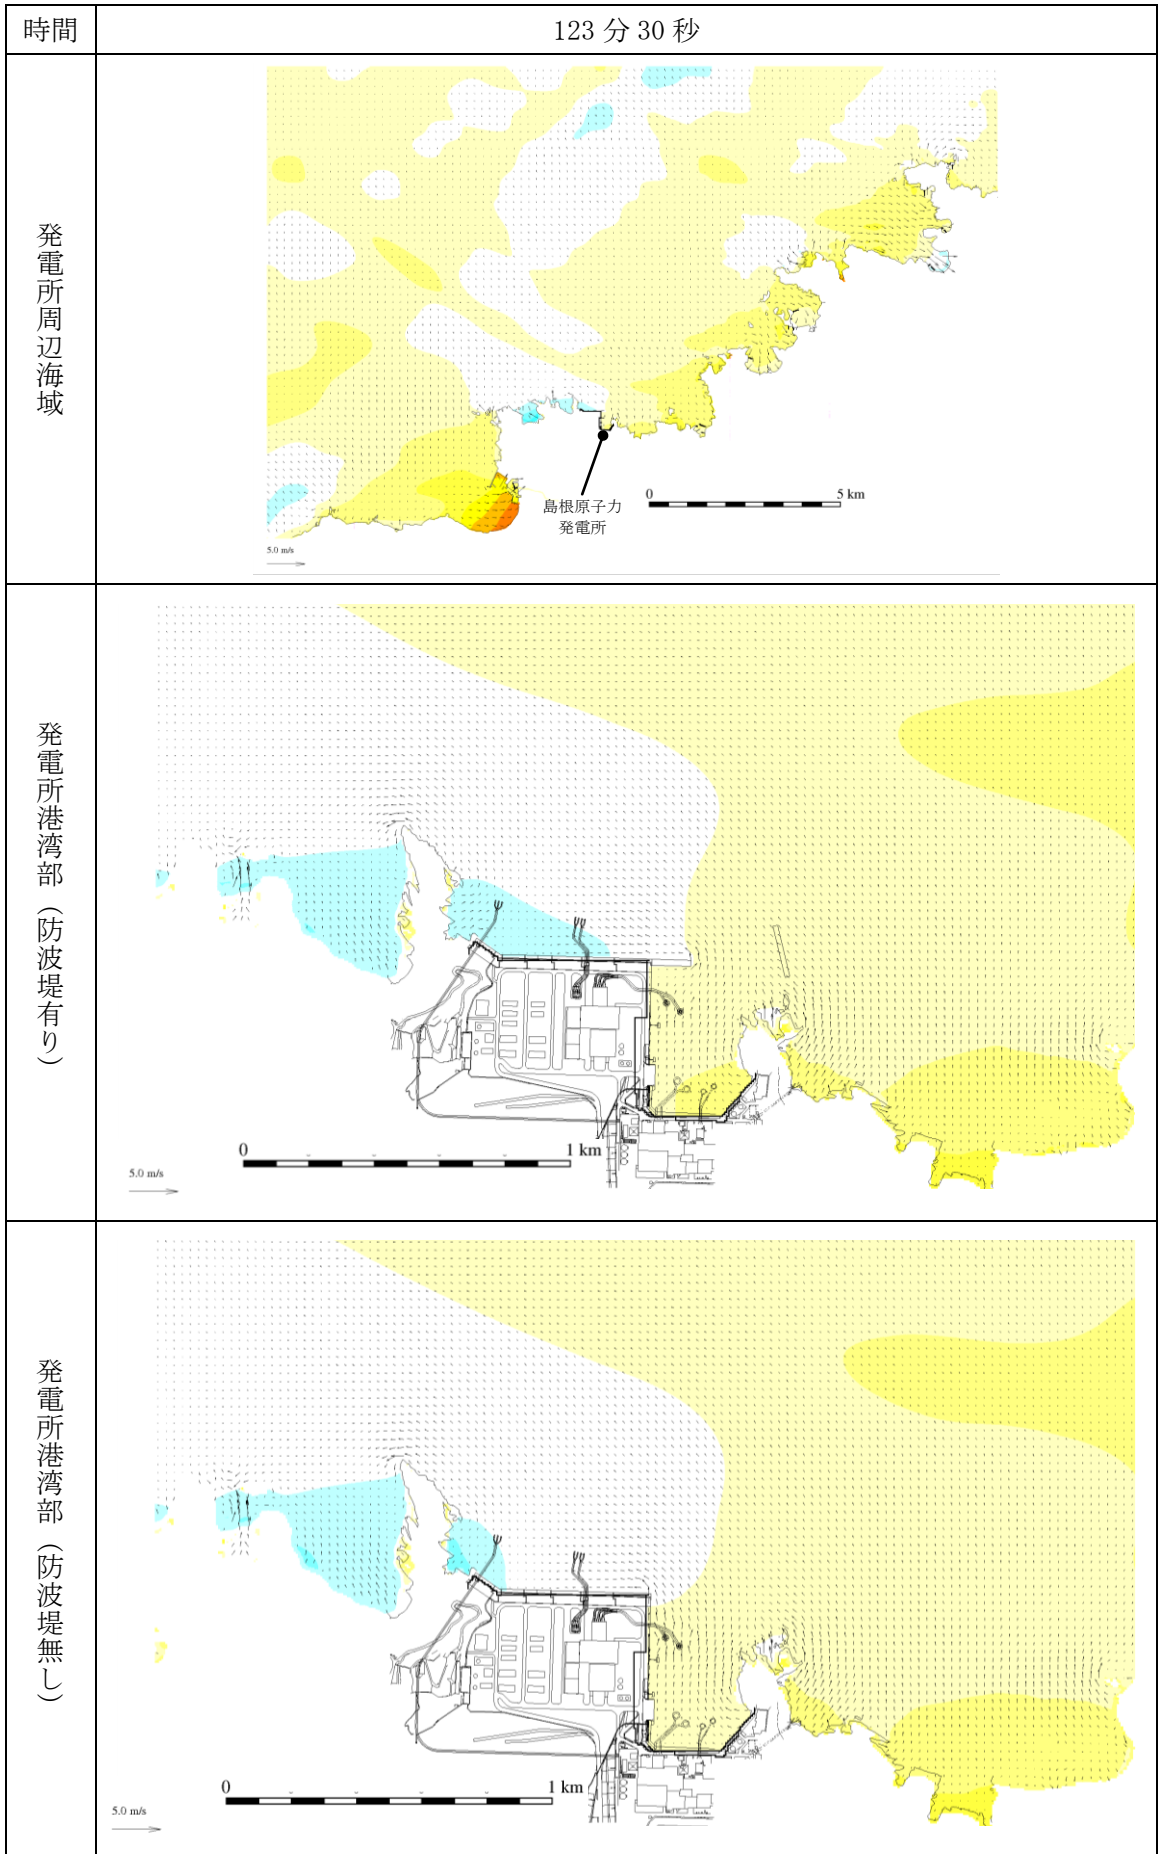 時間
123 分 30 秒
発電所周辺海域
島根原子力
発電所
0
5 km
5.0 m/s
発電所港湾部（防波堤有り）
0
1 km
5.0 m/s
発電所港湾部（防波堤無し）
0
1 km
5.0 m/s